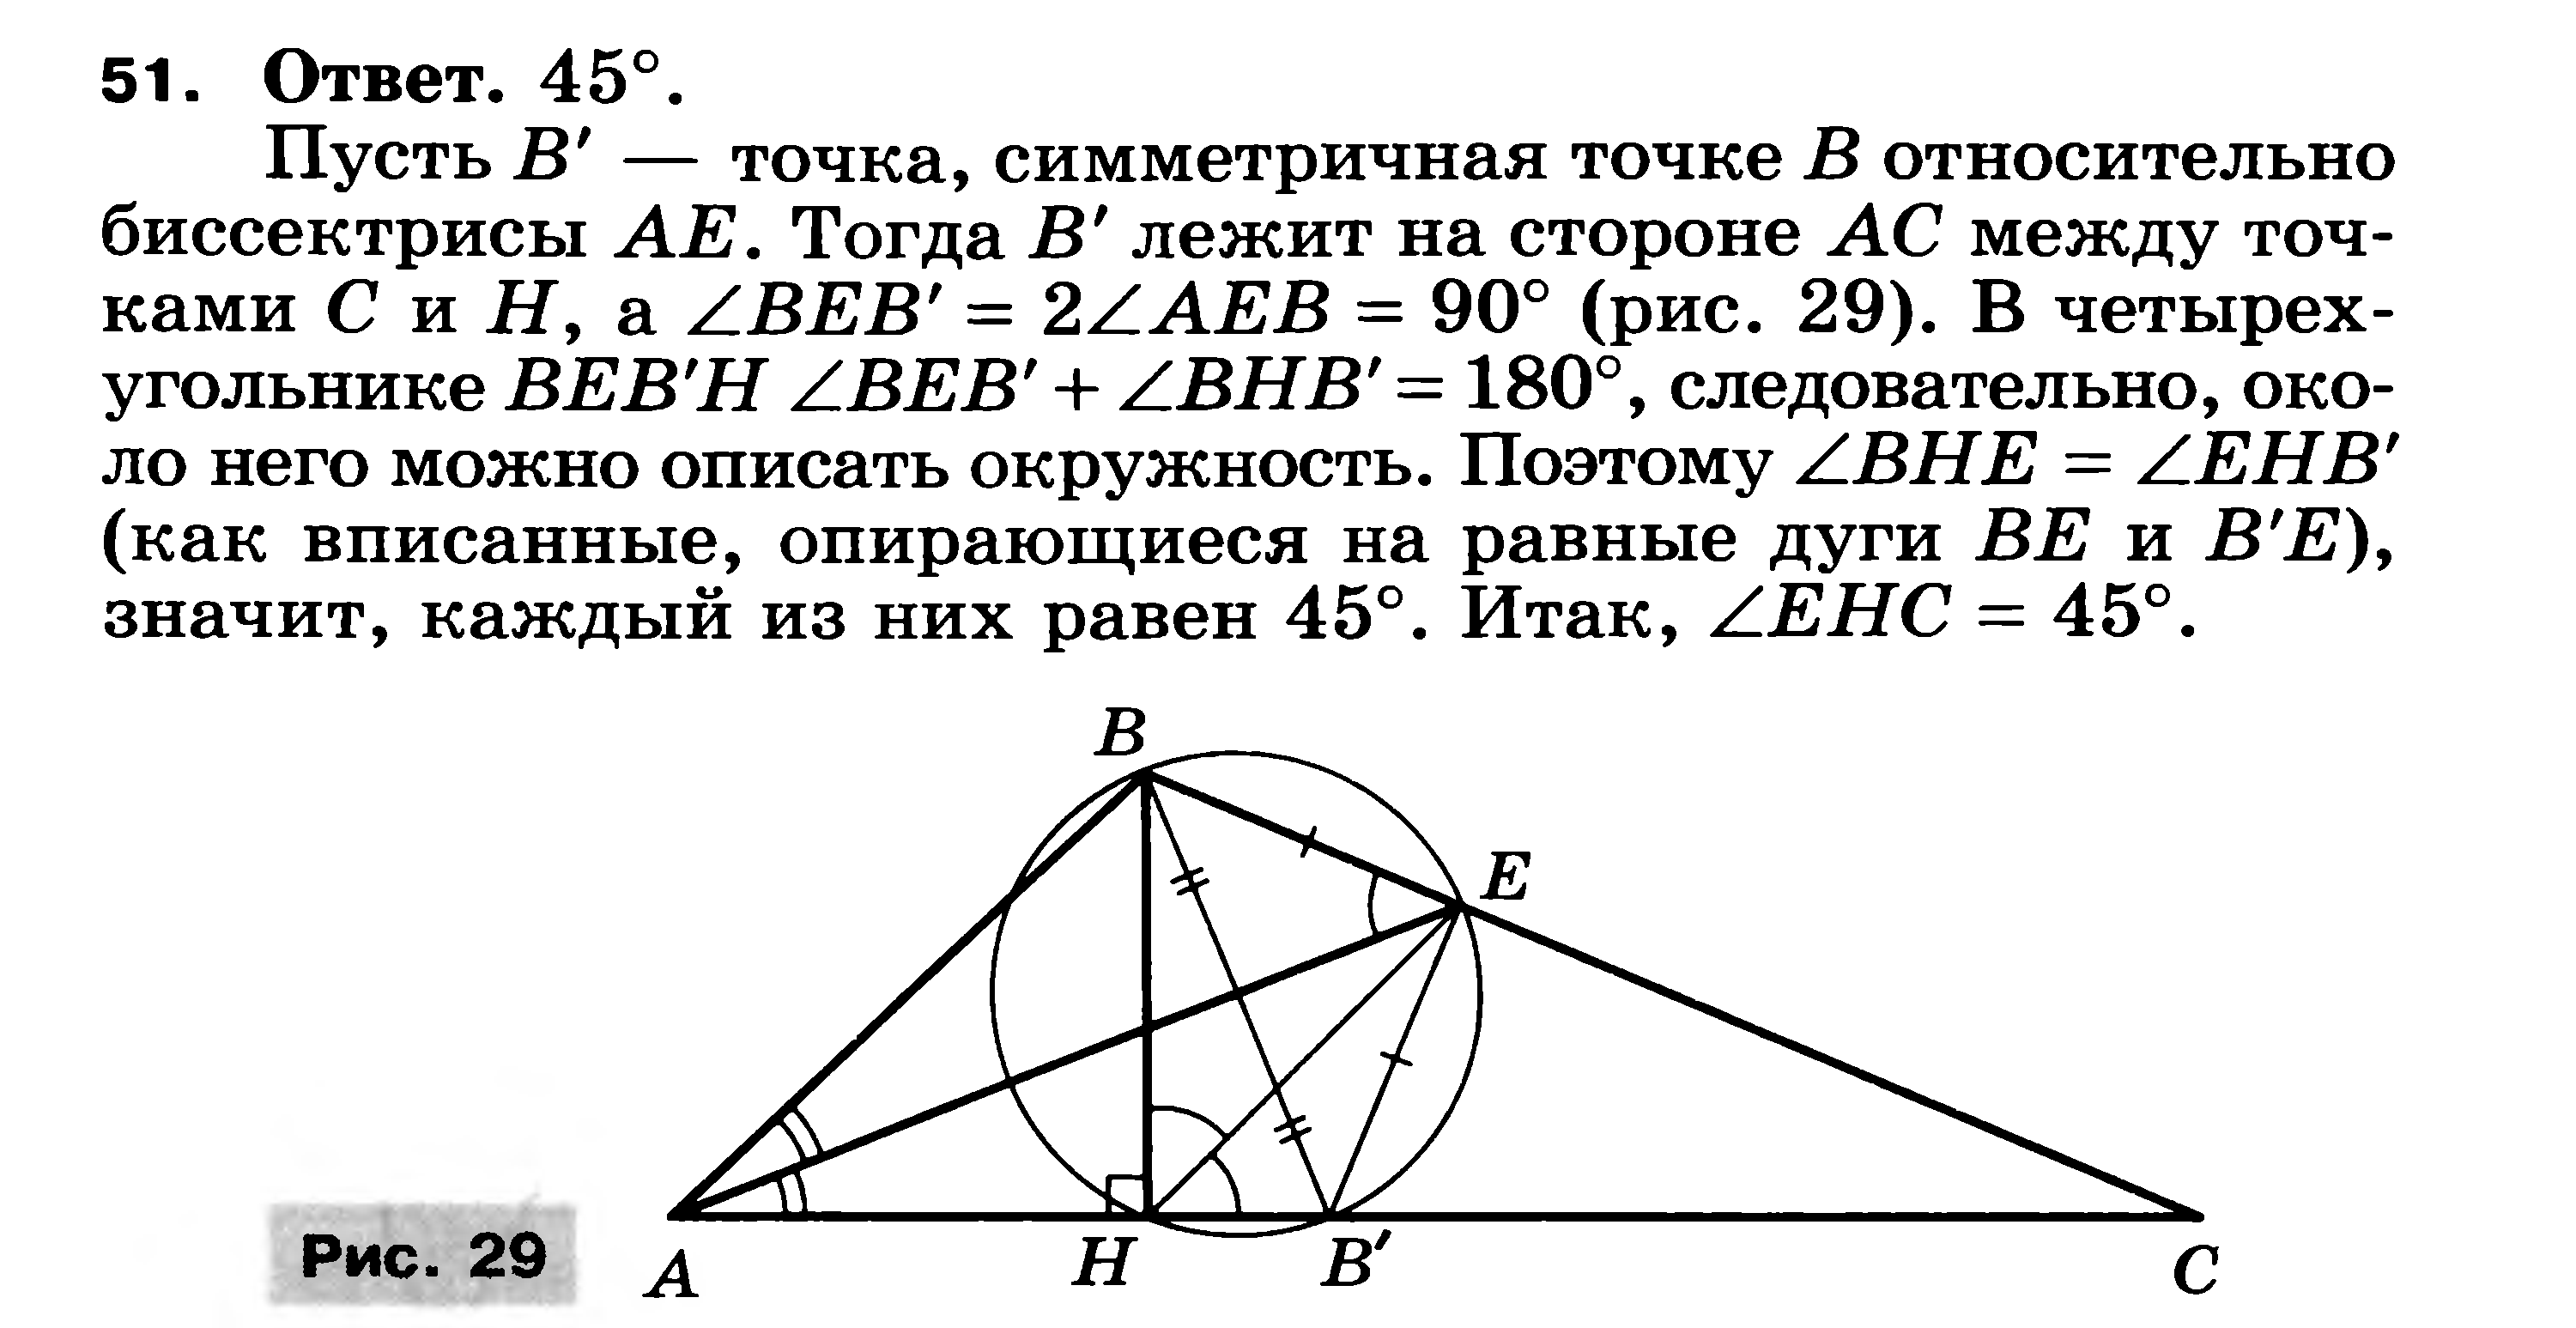 51. Ответ. 45°.
Пусть B′ — точка, симметричная точке B относительно
биссектрисы AE. Тогда B′ лежит на стороне AC между точ-
ками C и H, а ∠BEB′ = 2∠AEB = 90° (рис. 29). В четырех-
угольнике BEB′H ∠BEB′ + ∠BHB′ = 180°, следовательно, око-
ло него можно описать окружность. Поэтому ∠BHE = ∠EHB′
(как вписанные, опирающиеся на равные дуги BE и B′E),
значит, каждый из них равен 45°. Итак, ∠EHC = 45°.
B
E
Рис. 29
A
H
B′
C